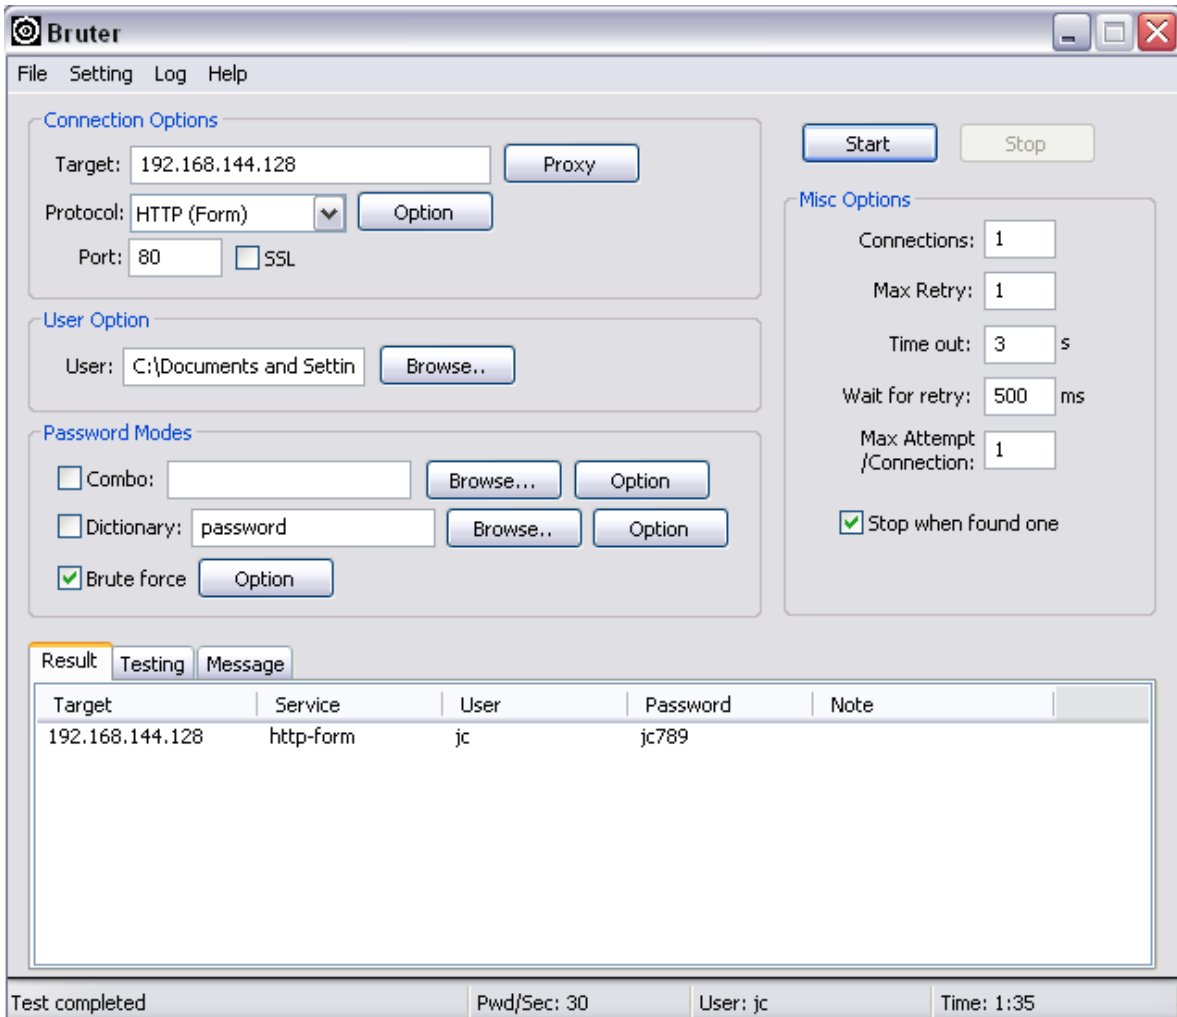 Bruter
File Setting Log Help
Connection Options
Target: 192.168.144.128 Proxy
Protocol: HTTP (Form) Option
Port: 80 SSL
User Option
User: C:\Documents and Settin Browse..
Password Modes
Combo: Browse... Option
Dictionary: password Browse.. Option
Brute force Option
Start Stop
Misc Options
Connections: 1
Max Retry: 1
Time out: 3 s
Wait for retry: 500 ms
Max Attempt
/Connection: 1
Stop when found one
Result Testing Message
Target Service User Password Note
192.168.144.128 http-form jc jc789
Test completed Pwd/Sec: 30 User: jc Time: 1:35